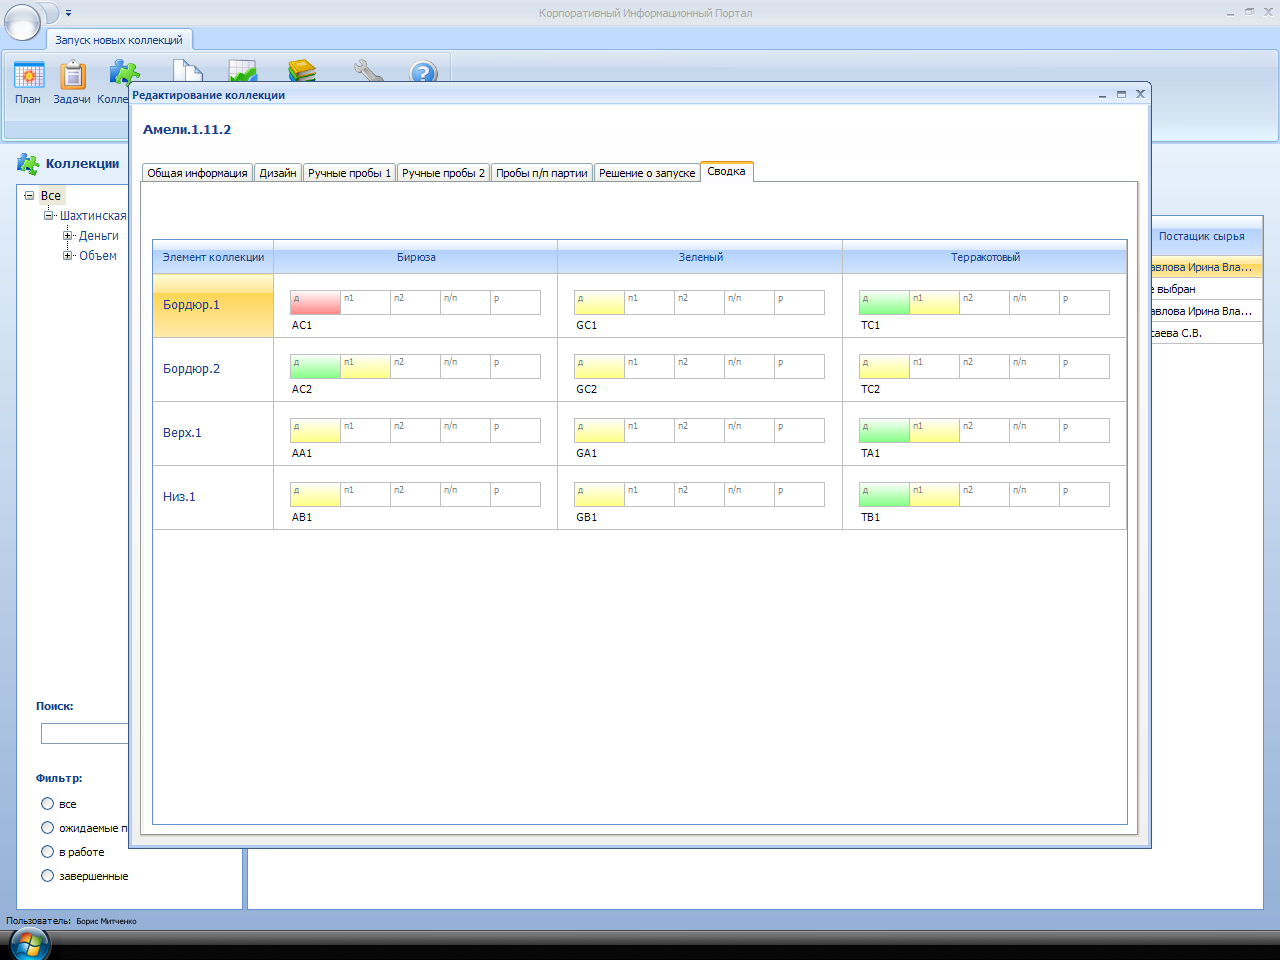 Корпоративный Информационный Портал
Запуск новых коллекций
План
Задачи
Колле
Редактирование коллекции
Амели.1.11.2
Общая информация
Дизайн
Ручные пробы 1
Ручные пробы 2
Пробы п/п партии
Решение о запуске
Сводка
Коллекции
Все
Шахтинская
Деньги
Объем
Элемент коллекции
Бирюза
Зеленый
Терракотовый
Бордюр.1
д п1 п2 п/п р
AC1
д п1 п2 п/п р
GC1
д п1 п2 п/п р
TC1
Бордюр.2
д п1 п2 п/п р
AC2
д п1 п2 п/п р
GC2
д п1 п2 п/п р
TC2
Верх.1
д п1 п2 п/п р
AA1
д п1 п2 п/п р
GA1
д п1 п2 п/п р
TA1
Низ.1
д п1 п2 п/п р
AB1
д п1 п2 п/п р
GB1
д п1 п2 п/п р
TB1
Постащик сырья
авлова Ирина Вла...
е выбран
авлова Ирина Вла...
саева С.В.
Поиск:
Фильтр:
все
ожидаемые п
в работе
завершенные
Пользователь: Борис Митченко